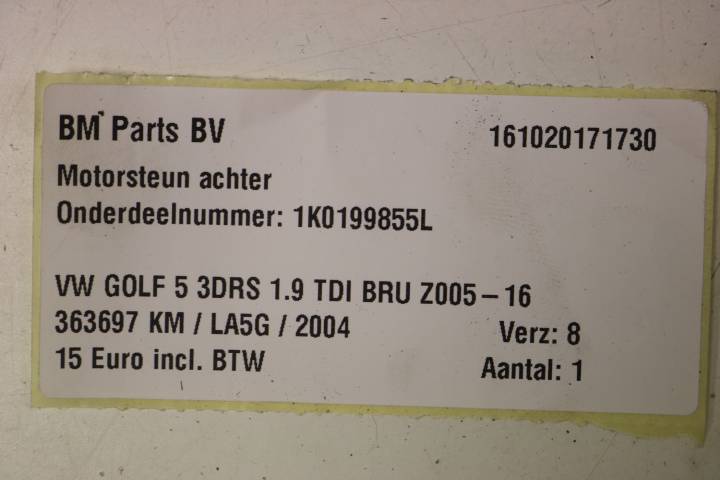 BM Parts BV 161020171730
Motorsteun achter
Onderdeelnummer: 1K0199855L
VW GOLF 5 3DRS 1.9 TDI BRU Z005-16
363697 KM / LA5G / 2004 Verz: 8
15 Euro incl. BTW Aantal: 1